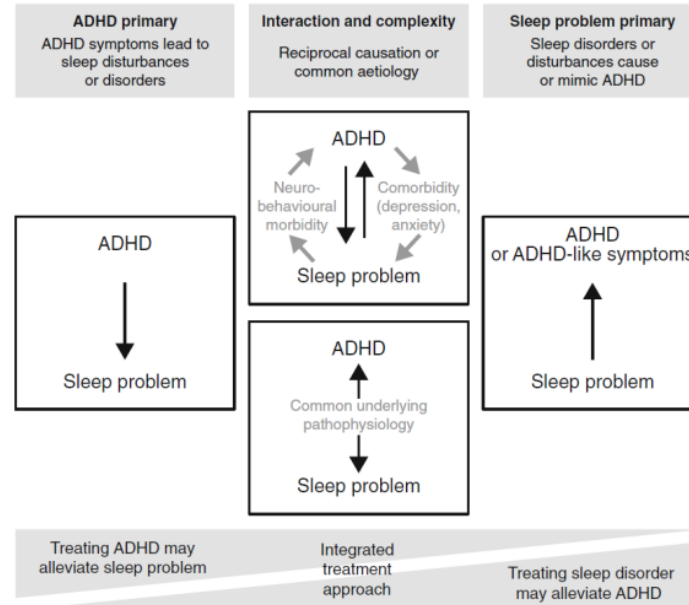 ADHD primary
ADHD symptoms lead to
sleep disturbances
or disorders
Interaction and complexity
Reciprocal causation or
common aetiology
Sleep problem primary
Sleep disorders or
disturbances cause
or mimic ADHD
ADHD
Neuro-
behavioural
morbidity
Comorbidity
(depression,
anxiety)
Sleep problem
ADHD
Sleep problem
ADHD
or ADHD-like symptoms
Sleep problem
ADHD
Common underlying
pathophysiology
Sleep problem
Treating ADHD may
alleviate sleep problem
Integrated
treatment
approach
Treating sleep disorder
may alleviate ADHD